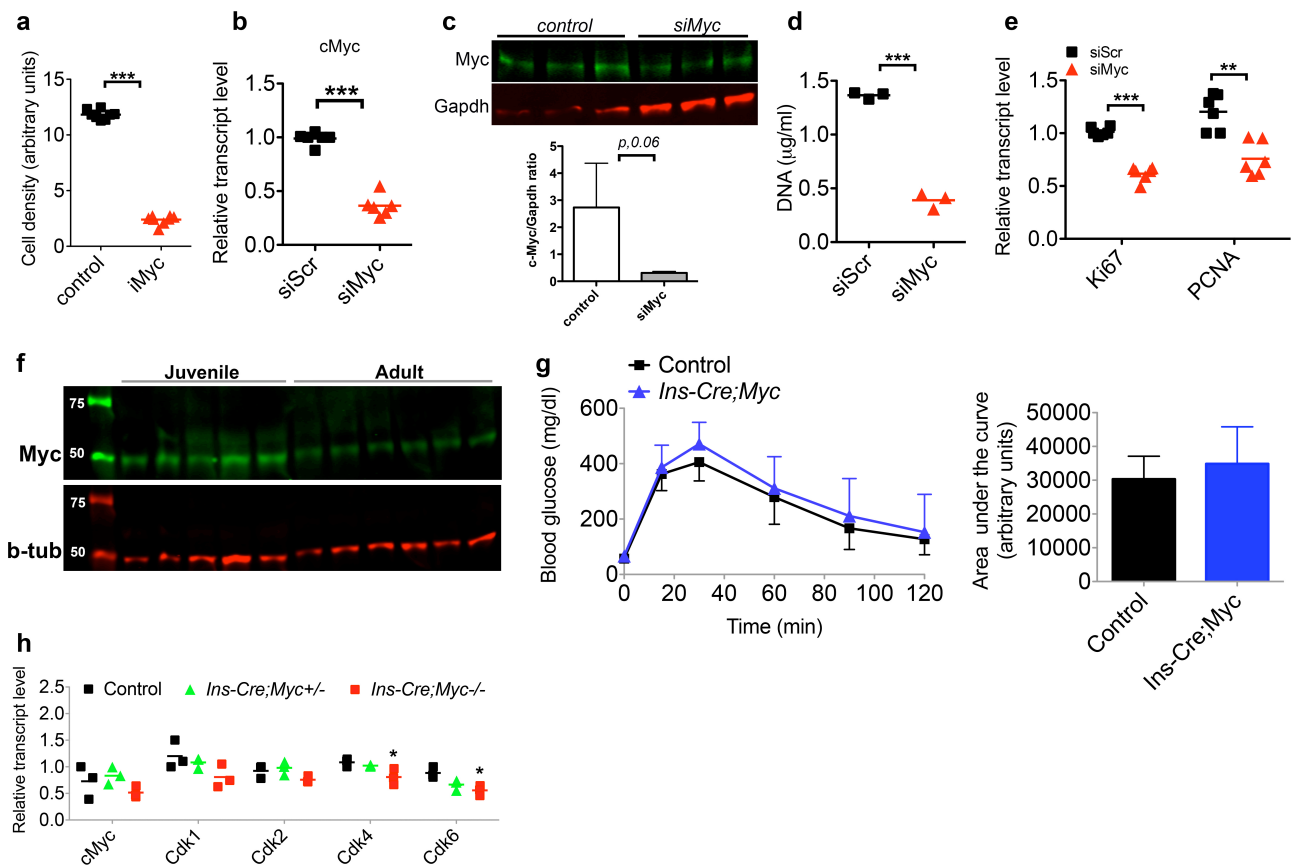 a
Cell density (arbitrary units)
15
10
5
0
***
control
iMyc
b
cMyc
Relative transcript level
1.5
1.0
0.5
0.0
***
siScr
siMyc
c
control
siMyc
Myc
Gapdh
c-Myc/Gapdh ratio
5
4
3
2
1
0
p,0.06
control
siMyc
d
DNA (µg/ml)
1.5
1.0
0.5
0.0
***
siScr
siMyc
e
siScr
siMyc
Relative transcript level
1.5
1.0
0.5
0.0
***
**
Ki67
PCNA
f
Juvenile
Adult
75
Myc
50
75
b-tub
50
g
Control
Ins-Cre;Myc
Blood glucose (mg/dl)
600
400
200
0
0
20
40
60
80
100
120
Time (min)
Area under the curve
(arbitrary units)
50000
40000
30000
20000
10000
0
Control
Ins-Cre;Myc
h
Control
Ins-Cre;Myc+/-
Ins-Cre;Myc-/-
Relative transcript level
2.5
2.0
1.5
1.0
0.5
0.0
*
*
cMyc
Cdk1
Cdk2
Cdk4
Cdk6